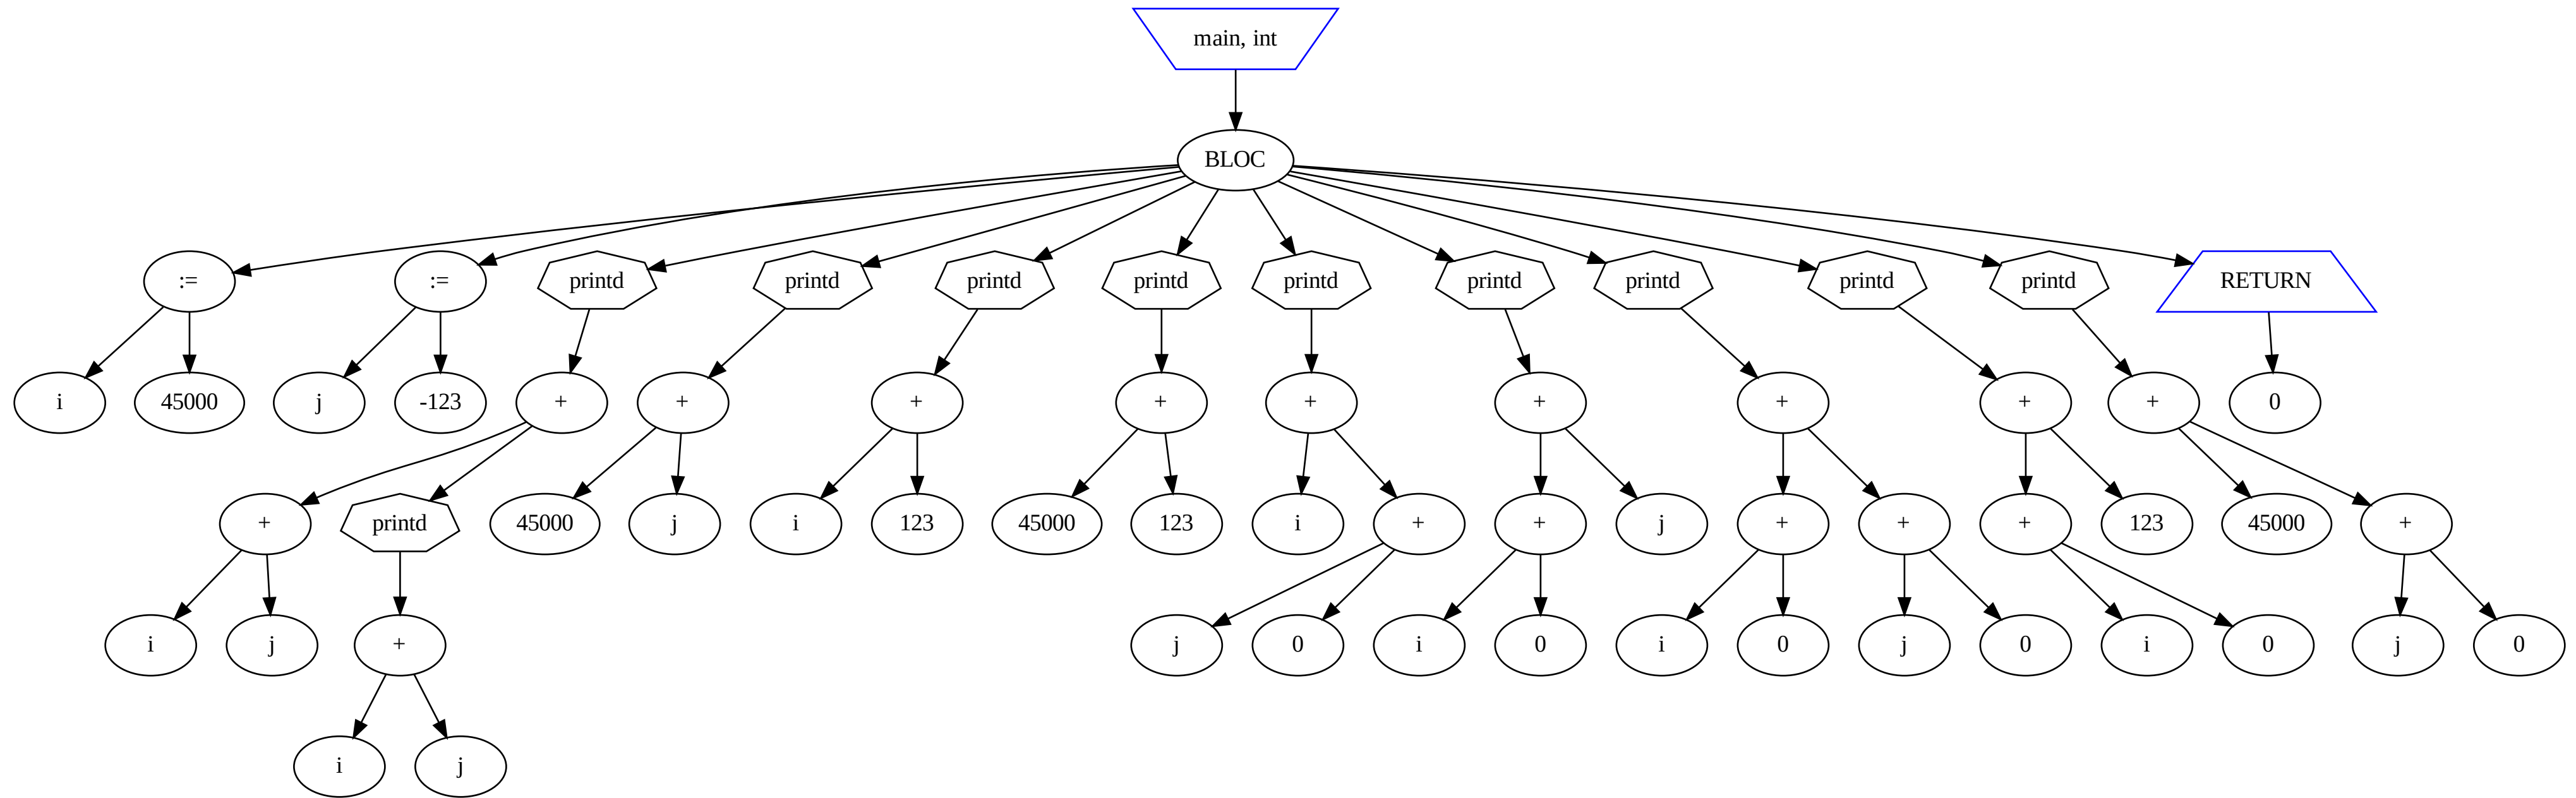 main, int
BLOC
:= := printd printd printd printd printd printd printd printd printd RETURN
i 45000 j -123 + + + + + + + + + 0
+ printd 45000 j i 123 45000 123 i + + j + + + 123 45000 +
i j + j 0 i 0 i 0 j 0 i 0 j 0
i j